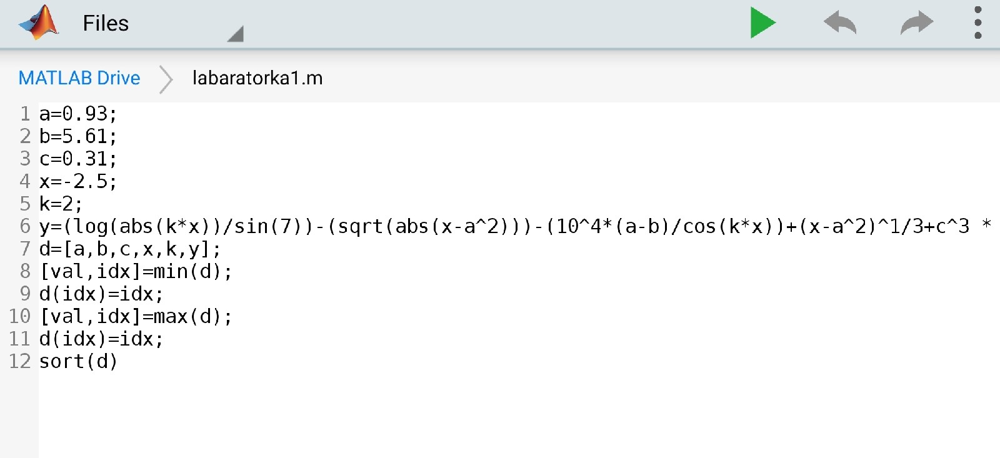 Files
MATLAB Drive labaratorka1.m
1 a=0.93;
2 b=5.61;
3 c=0.31;
4 x=-2.5;
5 k=2;
6 y=(log(abs(k*x))/sin(7))-(sqrt(abs(x-a^2)))-(10^4*(a-b)/cos(k*x))+(x-a^2)^1/3+c^3 *
7 d=[a,b,c,x,k,y];
8 [val,idx]=min(d);
9 d(idx)=idx;
10 [val,idx]=max(d);
11 d(idx)=idx;
12 sort(d)